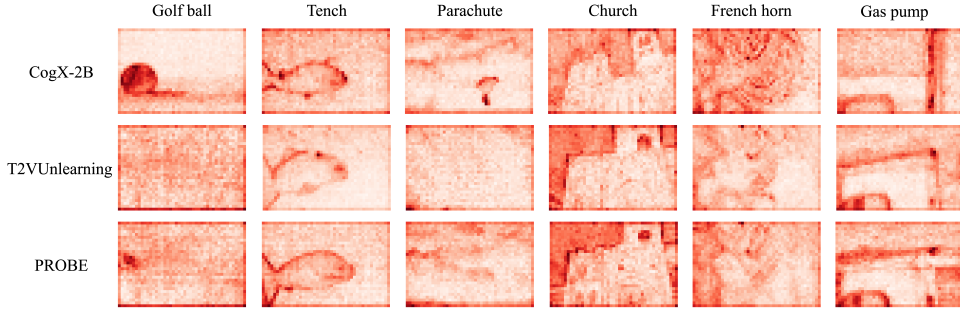 Golf ball Tench Parachute Church French horn Gas pump
CogX-2B
T2VUnlearning
PROBE